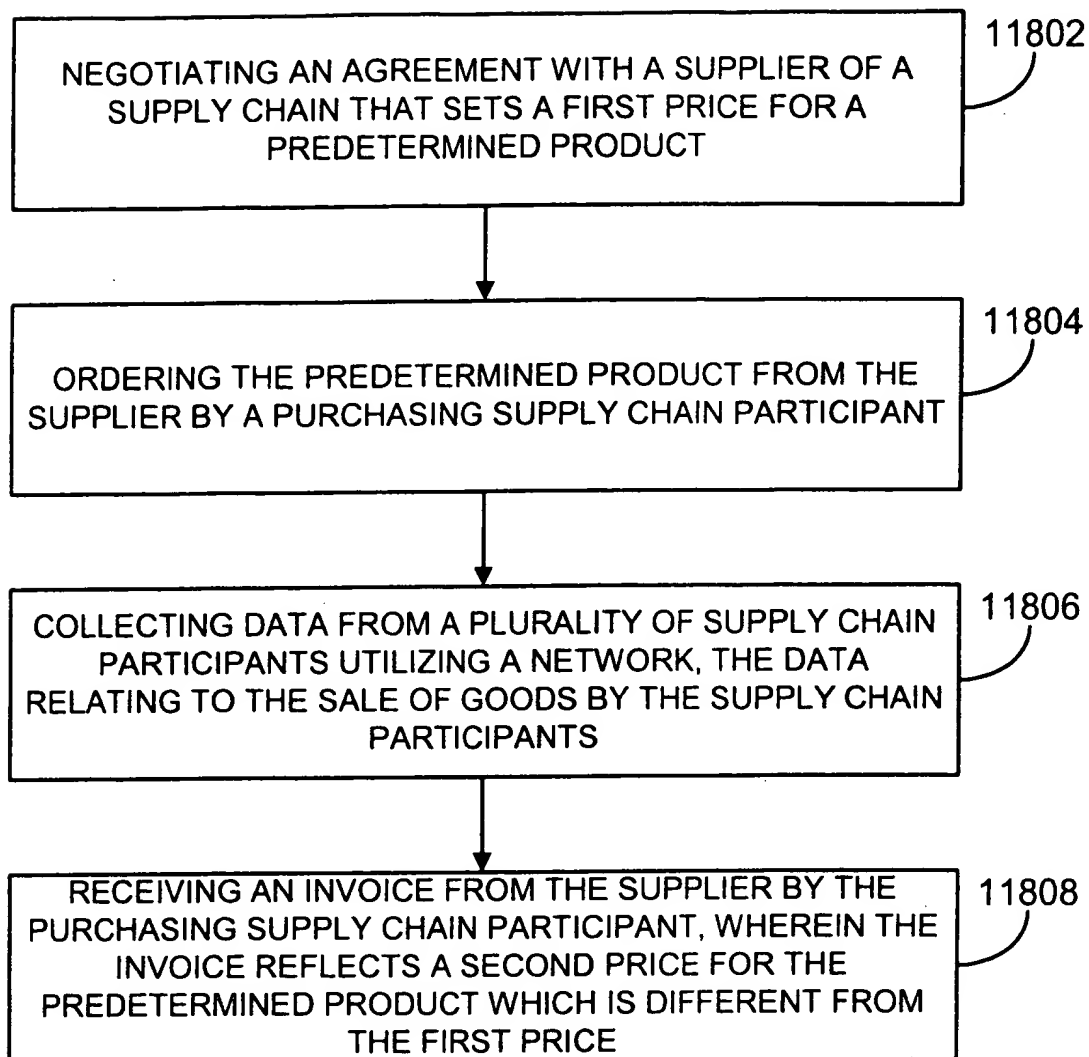 11802
NEGOTIATING AN AGREEMENT WITH A SUPPLIER OF A
SUPPLY CHAIN THAT SETS A FIRST PRICE FOR A
PREDETERMINED PRODUCT
11804
ORDERING THE PREDETERMINED PRODUCT FROM THE
SUPPLIER BY A PURCHASING SUPPLY CHAIN PARTICIPANT
11806
COLLECTING DATA FROM A PLURALITY OF SUPPLY CHAIN
PARTICIPANTS UTILIZING A NETWORK, THE DATA
RELATING TO THE SALE OF GOODS BY THE SUPPLY CHAIN
PARTICIPANTS
11808
RECEIVING AN INVOICE FROM THE SUPPLIER BY THE
PURCHASING SUPPLY CHAIN PARTICIPANT, WHEREIN THE
INVOICE REFLECTS A SECOND PRICE FOR THE
PREDETERMINED PRODUCT WHICH IS DIFFERENT FROM
THE FIRST PRICE